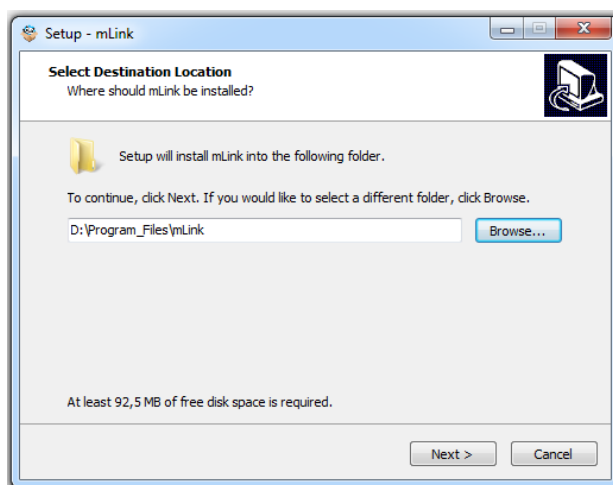 Setup - mLink
Select Destination Location
Where should mLink be installed?
Setup will install mLink into the following folder.
To continue, click Next. If you would like to select a different folder, click Browse.
D:\Program_Files\mLink
Browse...
At least 92,5 MB of free disk space is required.
Next >
Cancel